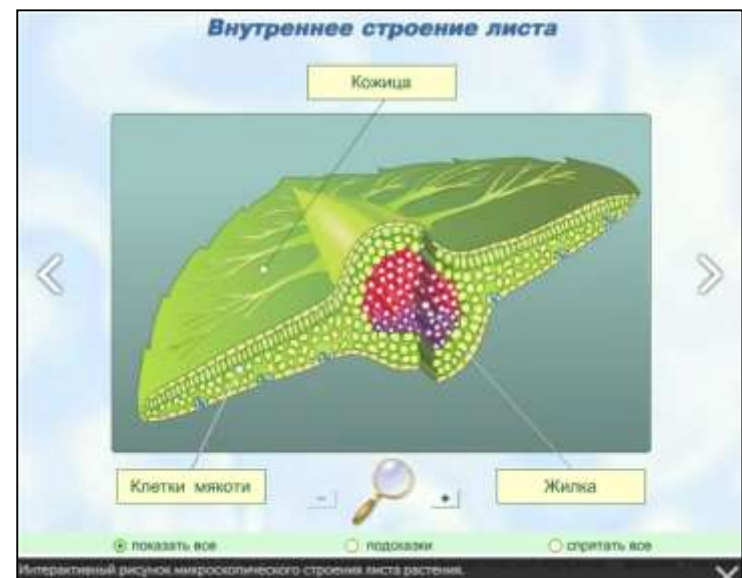 Внутреннее строение листа
Кожица
Клетки мякоти
Жилка
показать все
подсказки
спрятать все
Интерактивный рисунок микроскопического строения листа растения.